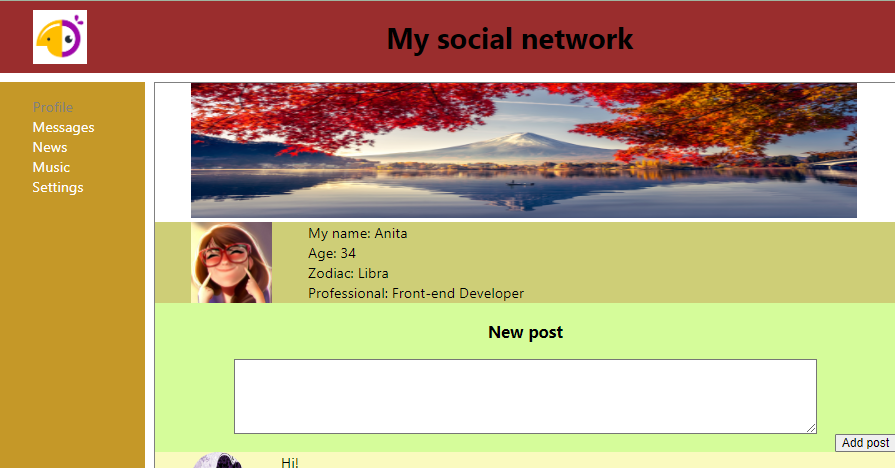 My social network
Profile
Messages
News
Music
Settings
My name: Anita
Age: 34
Zodiac: Libra
Professional: Front-end Developer
New post
Add post
Hi!